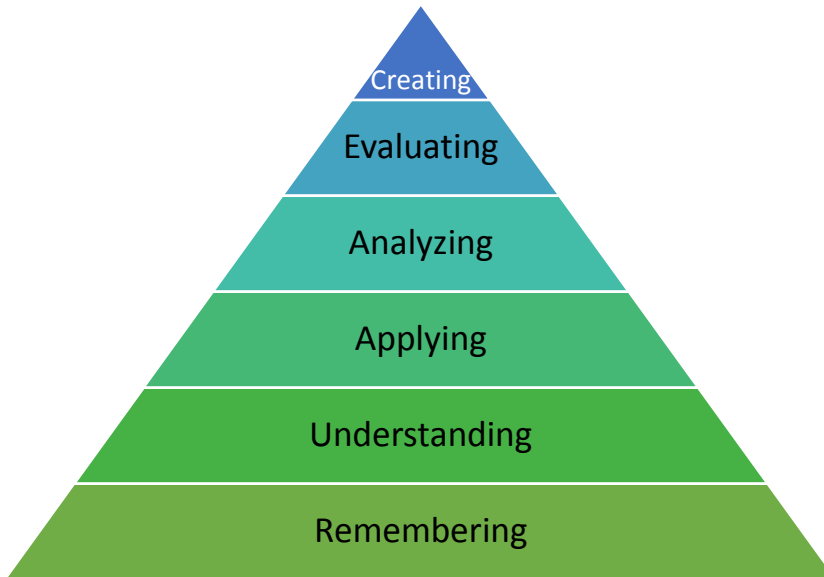 Creating
Evaluating
Analyzing
Applying
Understanding
Remembering